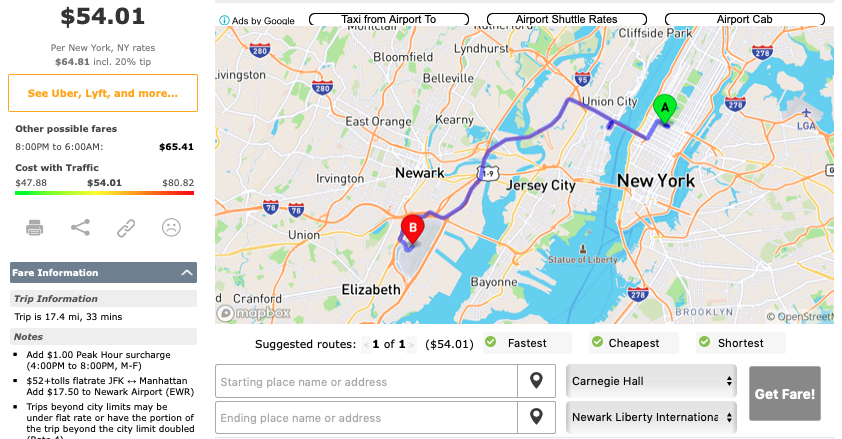 $54.01
Per New York, NY rates
$64.81 incl. 20% tip
See Uber, Lyft, and more...
Other possible fares
8:00PM to 6:00AM: $65.41
Cost with Traffic
$47.88 $54.01 $80.82
Fare Information
Trip Information
Trip is 17.4 mi, 33 mins
Notes
Add $1.00 Peak Hour surcharge
(4:00PM to 8:00PM, M-F)
$52+tolls flatrate JFK ↔ Manhattan
Add $17.50 to Newark Airport (EWR)
Trips beyond city limits may be
under flat rate or have the portion of
the trip beyond the city limit doubled
Ads by Google
Taxi from Airport To
Airport Shuttle Rates
Airport Cab
Cliffside Park
280
Lyndhurst
278
Bloomfield
Livingston
Belleville
95
280
Union City
A
278
East Orange
Kearny
LGA
Newark
1-9
Irvington
Jersey City
New York
78
78
B
Union
Statue of Liberty
Elizabeth
Bayonne
278
Cranford
BROOKLYN
mapbox
© OpenStreetM
Suggested routes: < 1 of 1 > ($54.01) Fastest Cheapest Shortest
Starting place name or address
Carnegie Hall
Get Fare!
Ending place name or address
Newark Liberty Internationa